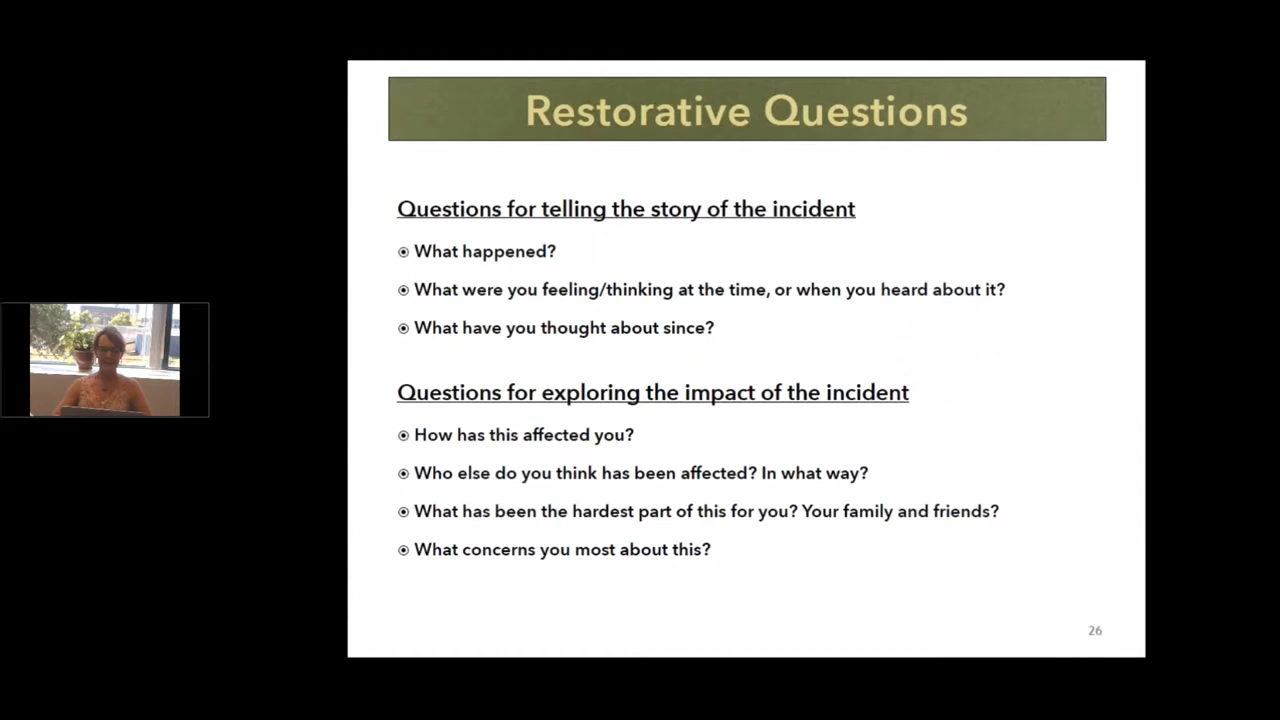 Restorative Questions
Questions for telling the story of the incident
What happened?
What were you feeling/thinking at the time, or when you heard about it?
What have you thought about since?
Questions for exploring the impact of the incident
How has this affected you?
Who else do you think has been affected? In what way?
What has been the hardest part of this for you? Your family and friends?
What concerns you most about this?
26